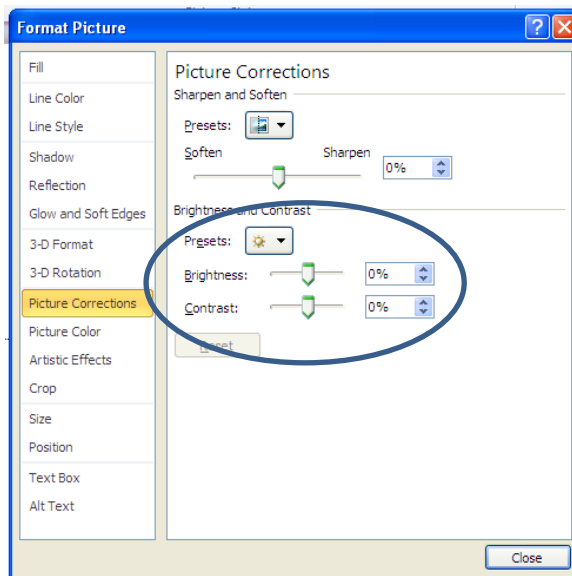 Format Picture
Fill
Line Color
Line Style
Shadow
Reflection
Glow and Soft Edges
3-D Format
3-D Rotation
Picture Corrections
Picture Color
Artistic Effects
Crop
Size
Position
Text Box
Alt Text
Picture Corrections
Sharpen and Soften
Presets:
Soften Sharpen
0%
Brightness and Contrast
Presets:
Brightness: 0%
Contrast: 0%
Reset
Close